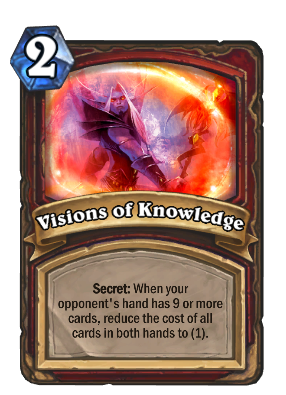 2
Visions of Knowledge
Secret: When your
opponent's hand has 9 or more
cards, reduce the cost of all
cards in both hands to (1).